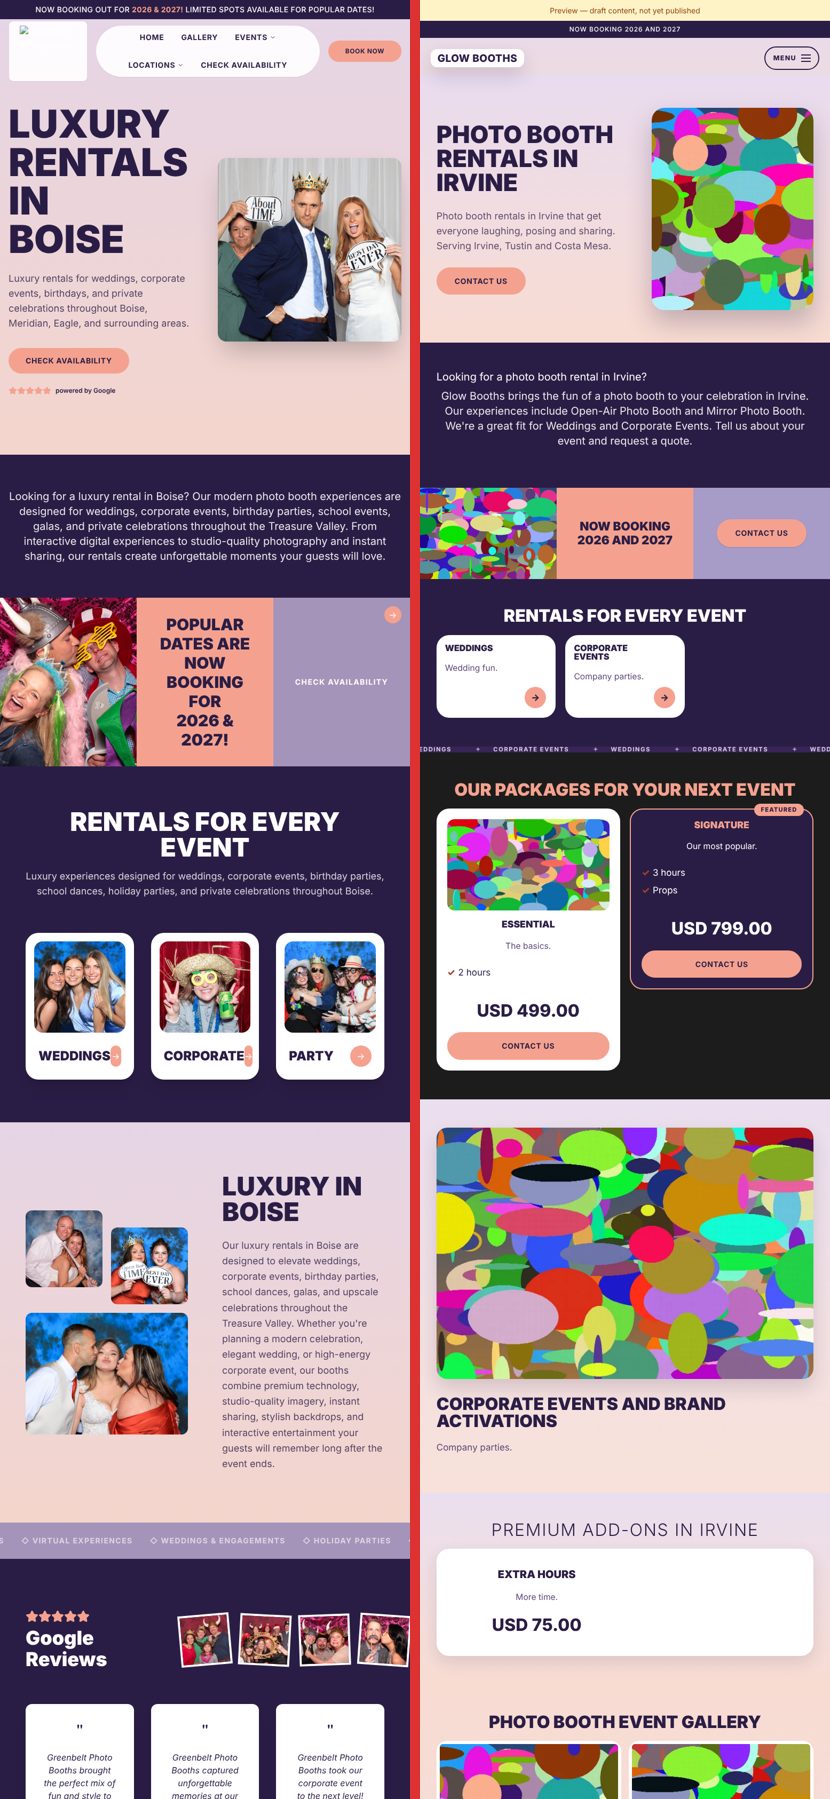 NOW BOOKING OUT FOR 2026 & 2027! LIMITED SPOTS AVAILABLE FOR POPULAR DATES!
HOME GALLERY EVENTS
LOCATIONS CHECK AVAILABILITY
BOOK NOW
LUXURY
RENTALS
IN
BOISE
Luxury rentals for weddings, corporate
events, birthdays, and private
celebrations throughout Boise,
Meridian, Eagle, and surrounding areas.
CHECK AVAILABILITY
powered by Google
About
TIME
BEST DAY
EVER
Looking for a luxury rental in Boise? Our modern photo booth experiences are
designed for weddings, corporate events, birthday parties, school events,
galas, and private celebrations throughout the Treasure Valley. From
interactive digital experiences to studio-quality photography and instant
sharing, our rentals create unforgettable moments your guests will love.
POPULAR
DATES ARE
NOW
BOOKING
FOR
2026 &
2027!
CHECK AVAILABILITY
RENTALS FOR EVERY
EVENT
Luxury experiences designed for weddings, corporate events, birthday parties,
school dances, holiday parties, and private celebrations throughout Boise.
WEDDINGS
CORPORATE
PARTY
LUXURY IN
BOISE
Our luxury rentals in Boise are
designed to elevate weddings,
corporate events, birthday parties,
school dances, galas, and upscale
celebrations throughout the
Treasure Valley. Whether you're
planning a modern celebration,
elegant wedding, or high-energy
corporate event, our booths
combine premium technology,
studio-quality imagery, instant
sharing, stylish backdrops, and
interactive entertainment your
guests will remember long after the
event ends.
TIME
BEST DAY
EVER
S VIRTUAL EXPERIENCES WEDDINGS & ENGAGEMENTS HOLIDAY PARTIES
Google
Reviews
"
Greenbelt Photo
Booths brought
the perfect mix of
fun and style to
"
Greenbelt Photo
Booths captured
unforgettable
memories at our
"
Greenbelt Photo
Booths took our
corporate event
to the next level!
Preview — draft content, not yet published
NOW BOOKING 2026 AND 2027
GLOW BOOTHS
MENU
PHOTO BOOTH
RENTALS IN
IRVINE
Photo booth rentals in Irvine that get
everyone laughing, posing and sharing.
Serving Irvine, Tustin and Costa Mesa.
CONTACT US
Looking for a photo booth rental in Irvine?
Glow Booths brings the fun of a photo booth to your celebration in Irvine.
Our experiences include Open-Air Photo Booth and Mirror Photo Booth.
We're a great fit for Weddings and Corporate Events. Tell us about your
event and request a quote.
NOW BOOKING
2026 AND 2027
CONTACT US
RENTALS FOR EVERY EVENT
WEDDINGS
Wedding fun.
CORPORATE
EVENTS
Company parties.
EDDINGS + CORPORATE EVENTS + WEDDINGS + CORPORATE EVENTS + WEDD
OUR PACKAGES FOR YOUR NEXT EVENT
ESSENTIAL
The basics.
2 hours
USD 499.00
CONTACT US
FEATURED
SIGNATURE
Our most popular.
3 hours
Props
USD 799.00
CONTACT US
CORPORATE EVENTS AND BRAND
ACTIVATIONS
Company parties.
PREMIUM ADD-ONS IN IRVINE
EXTRA HOURS
More time.
USD 75.00
PHOTO BOOTH EVENT GALLERY